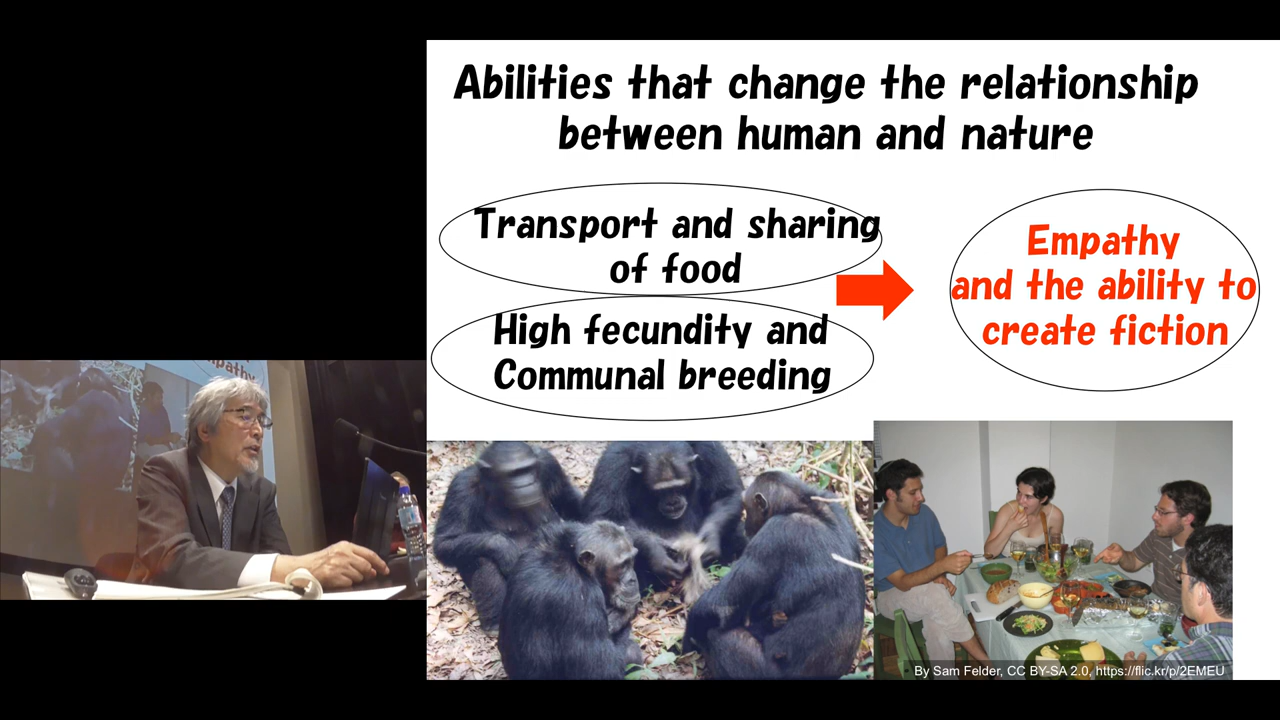 Abilities that change the relationship
between human and nature
Transport and sharing
of food
High fecundity and
Communal breeding
Empathy
and the ability to
create fiction
By Sam Felder, CC BY-SA 2.0, https://flic.kr/p/2EMEU